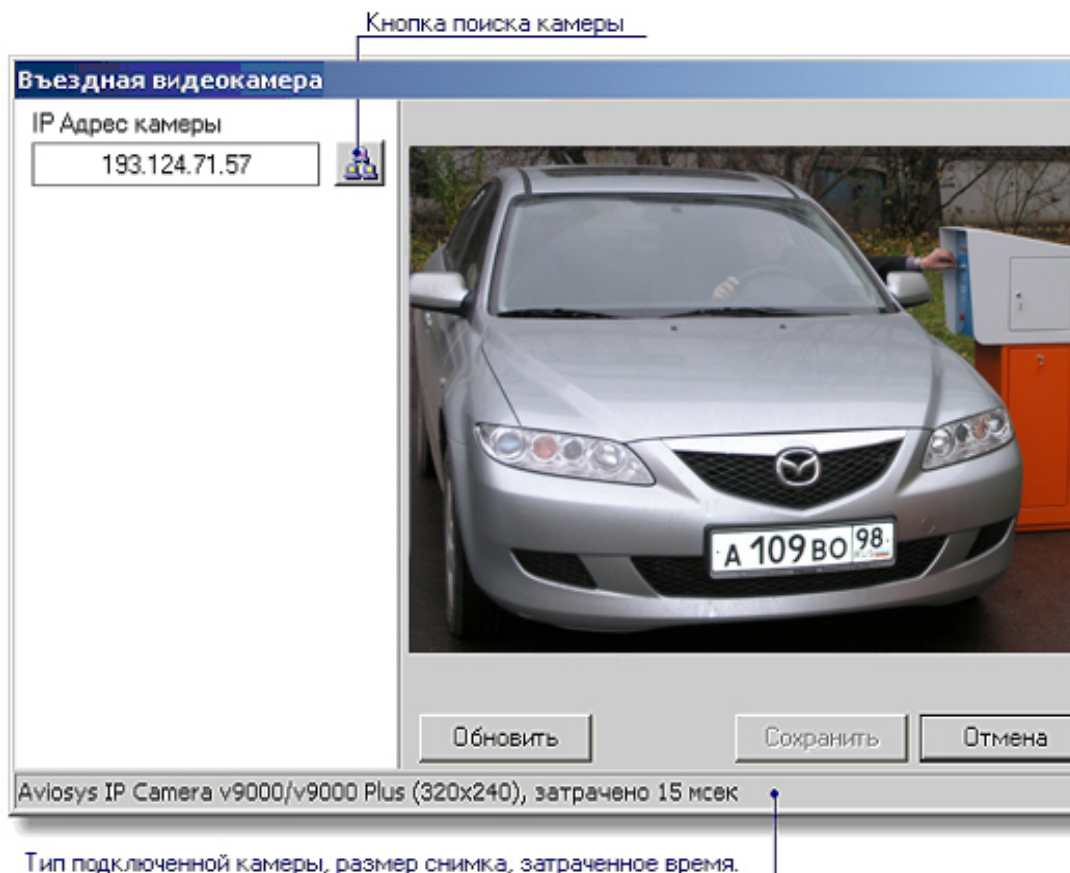 Кнопка поиска камеры
Въездная видеокамера
IP Адрес камеры
193.124.71.57
А 109 ВО 98
RUS
Обновить
Сохранить
Отмена
Aviosys IP Camera v9000/v9000 Plus (320x240), затрачено 15 мсек
Тип подключенной камеры, размер снимка, затраченное время.